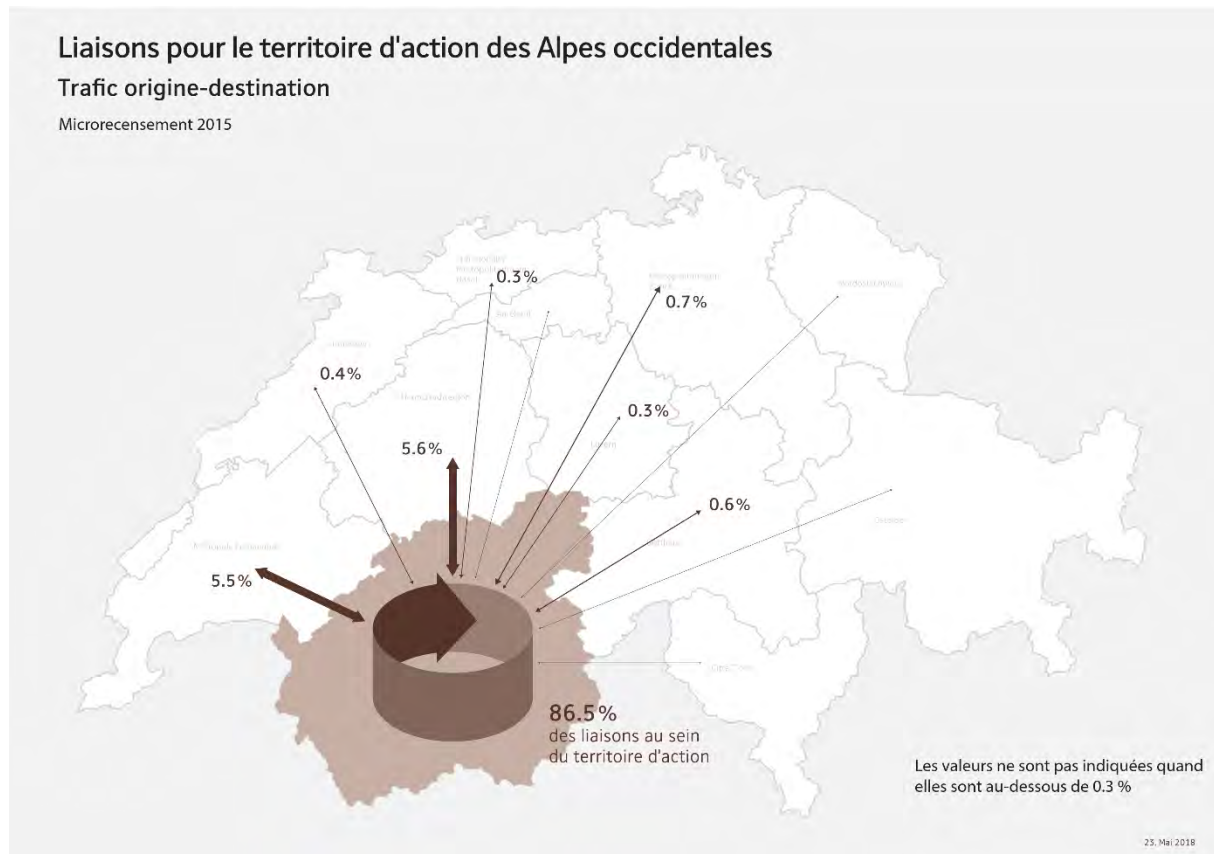 Liaisons pour le territoire d'action des Alpes occidentales
Trafic origine-destination
Microrecensement 2015
0.3%
0.7%
0.4%
0.3%
5.6%
Luzern
0.6%
5.5%
86.5%
des liaisons au sein
du territoire d'action
Les valeurs ne sont pas indiquées quand
elles sont au-dessous de 0.3 %
23. Mai 2018